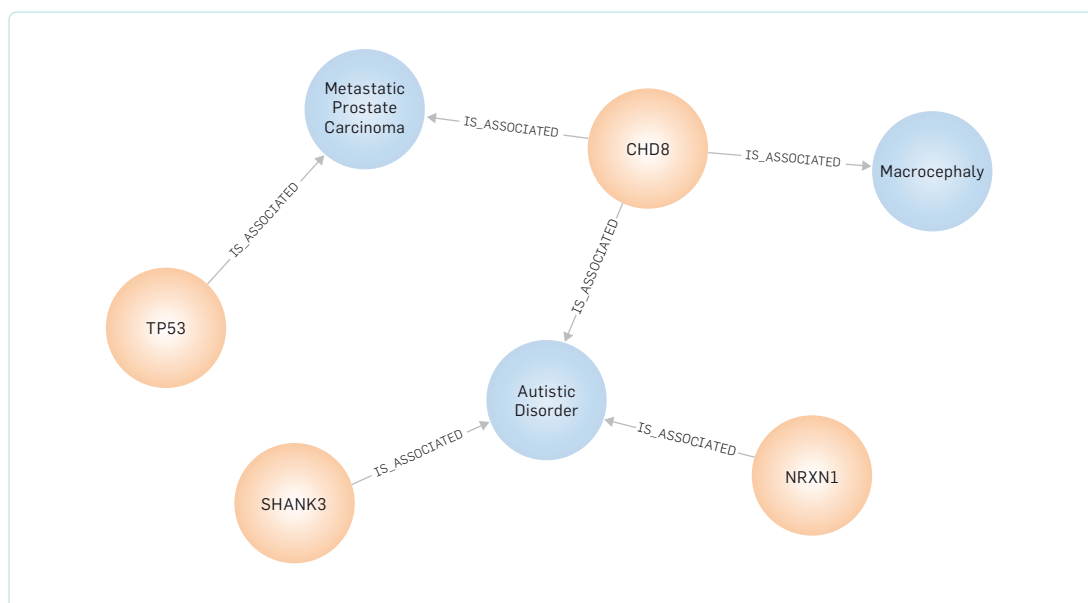 Metastatic
Prostate
Carcinoma
IS_ASSOCIATED
CHD8
IS_ASSOCIATED
Macrocephaly
IS_ASSOCIATED
IS_ASSOCIATED
TP53
Autistic
Disorder
IS_ASSOCIATED
IS_ASSOCIATED
SHANK3
NRXN1